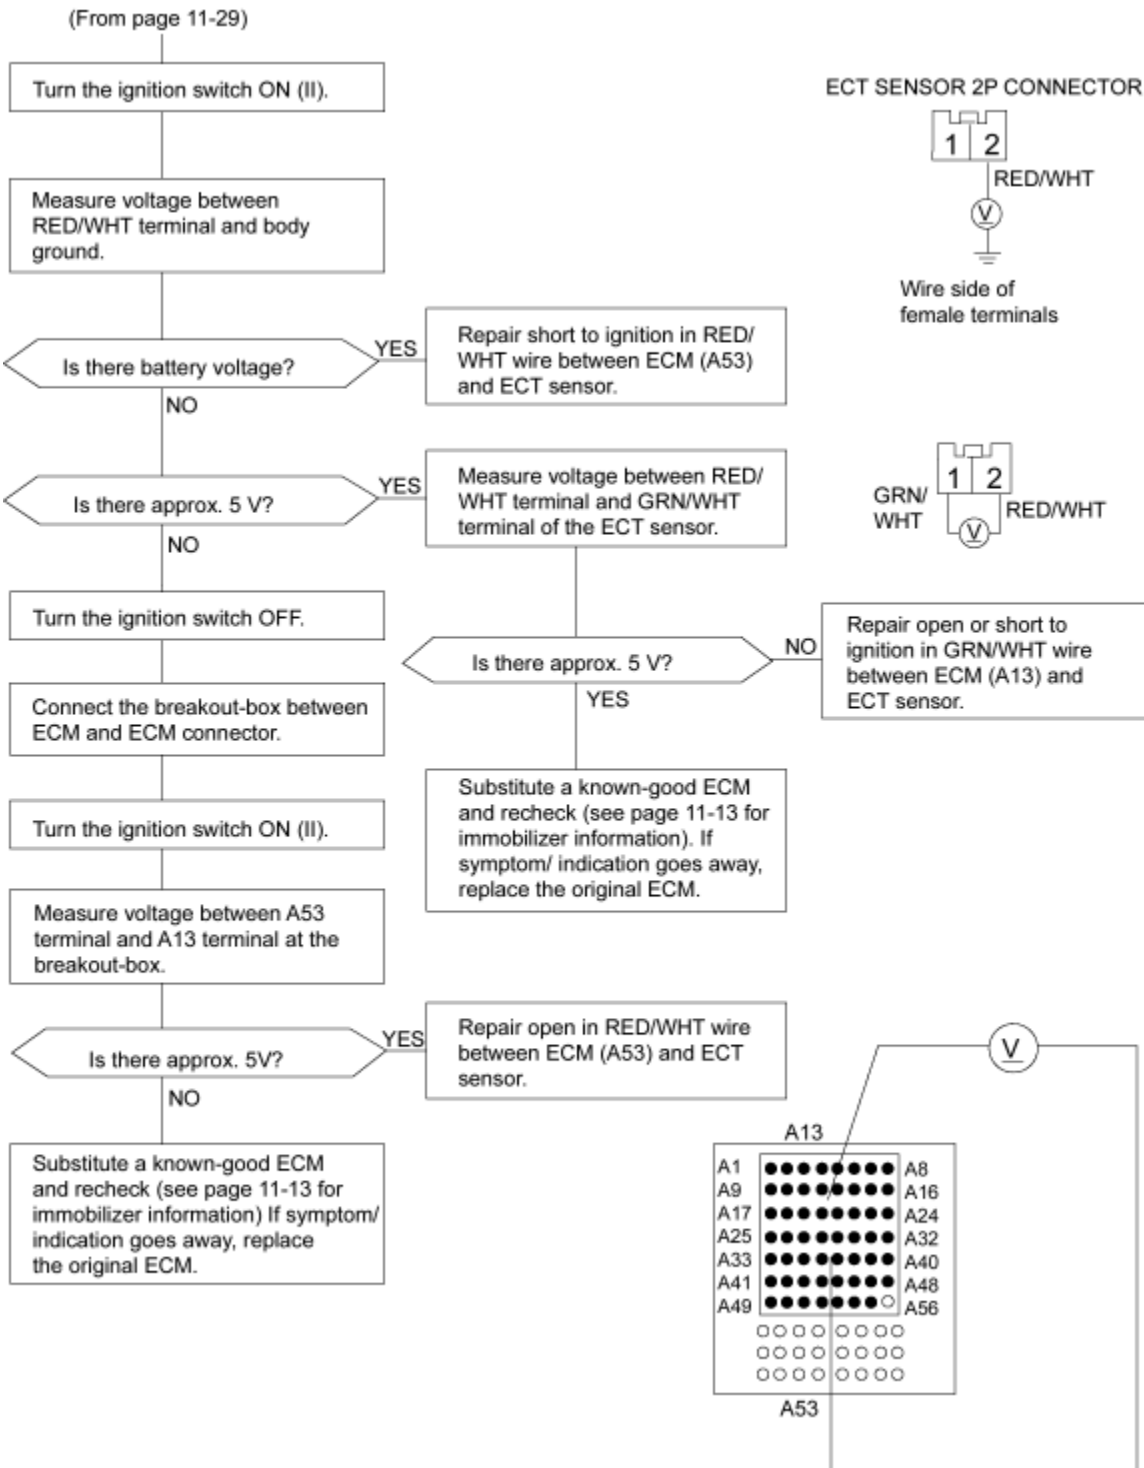 (From page 11-29)
Turn the ignition switch ON (II).
ECT SENSOR 2P CONNECTOR
1 2
RED/WHT
V
Wire side of
female terminals
Measure voltage between
RED/WHT terminal and body
ground.
Is there battery voltage?
YES
Repair short to ignition in RED/
WHT wire between ECM (A53)
and ECT sensor.
NO
Is there approx. 5 V?
YES
Measure voltage between RED/
WHT terminal and GRN/WHT
terminal of the ECT sensor.
1 2
GRN/
WHT
V
RED/WHT
NO
Turn the ignition switch OFF.
Is there approx. 5 V?
NO
Repair open or short to
ignition in GRN/WHT wire
between ECM (A13) and
ECT sensor.
YES
Connect the breakout-box between
ECM and ECM connector.
Substitute a known-good ECM
and recheck (see page 11-13 for
immobilizer information). If
symptom/ indication goes away,
replace the original ECM.
Turn the ignition switch ON (II).
Measure voltage between A53
terminal and A13 terminal at the
breakout-box.
Is there approx. 5V?
YES
Repair open in RED/WHT wire
between ECM (A53) and ECT
sensor.
NO
Substitute a known-good ECM
and recheck (see page 11-13 for
immobilizer information) If symptom/
indication goes away, replace
the original ECM.
V
A13
A1 A8
A9 A16
A17 A24
A25 A32
A33 A40
A41 A48
A49 A56
A53